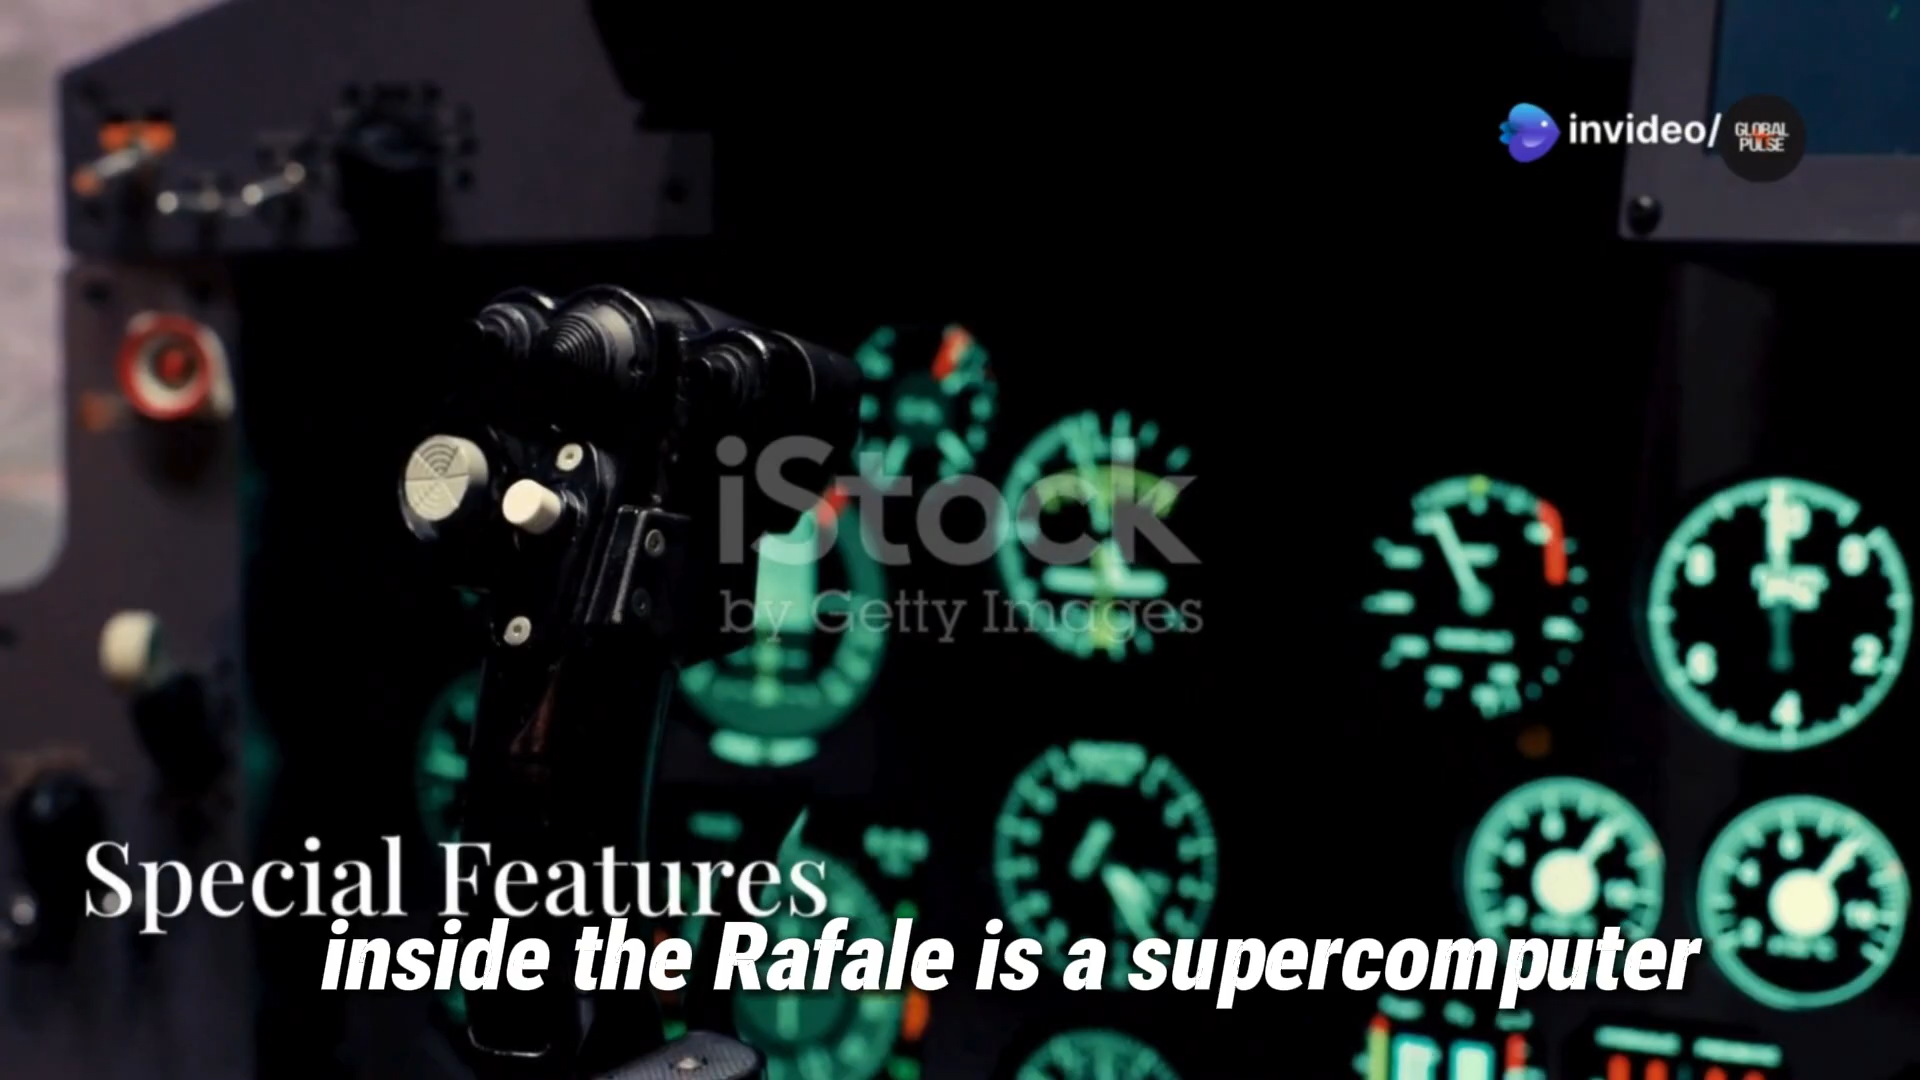 invideo/
GLOBAL
PULSE
iStock
by Getty Images
Special Features
inside the Rafale is a supercomputer